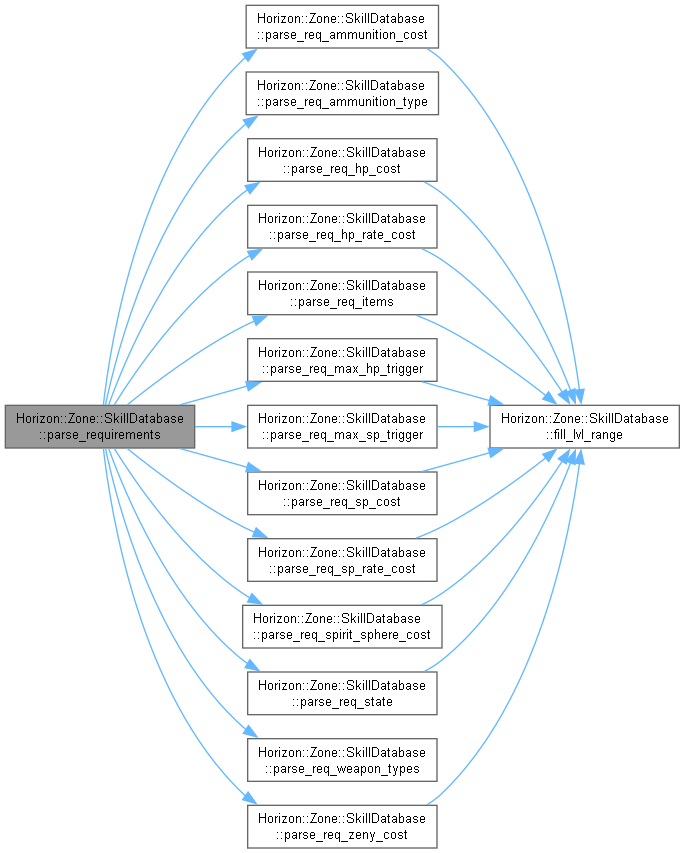 Horizon::Zone::SkillDatabase
::parse_req_ammunition_cost
Horizon::Zone::SkillDatabase
::parse_req_ammunition_type
Horizon::Zone::SkillDatabase
::parse_req_hp_cost
Horizon::Zone::SkillDatabase
::parse_req_hp_rate_cost
Horizon::Zone::SkillDatabase
::parse_req_items
Horizon::Zone::SkillDatabase
::parse_req_max_hp_trigger
Horizon::Zone::SkillDatabase
::parse_requirements
Horizon::Zone::SkillDatabase
::parse_req_max_sp_trigger
Horizon::Zone::SkillDatabase
::fill_lvl_range
Horizon::Zone::SkillDatabase
::parse_req_sp_cost
Horizon::Zone::SkillDatabase
::parse_req_sp_rate_cost
Horizon::Zone::SkillDatabase
::parse_req_spirit_sphere_cost
Horizon::Zone::SkillDatabase
::parse_req_state
Horizon::Zone::SkillDatabase
::parse_req_weapon_types
Horizon::Zone::SkillDatabase
::parse_req_zeny_cost